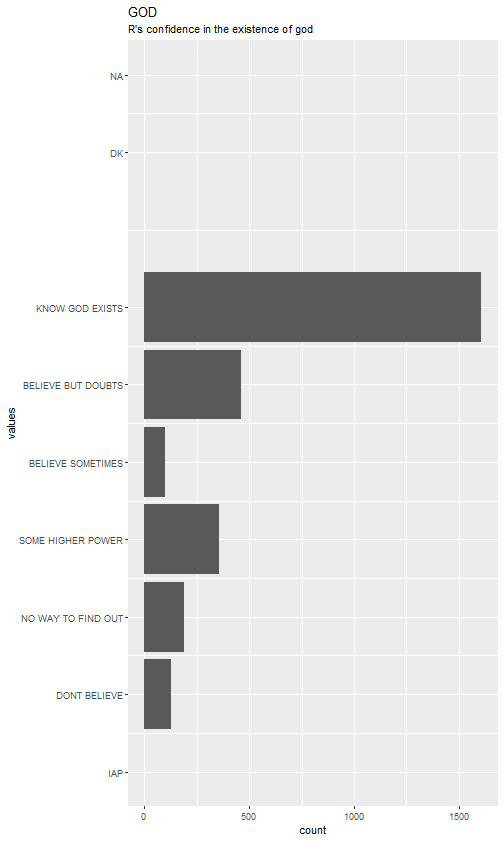 GOD
R's confidence in the existence of god
NA
DK
KNOW GOD EXISTS
BELIEVE BUT DOUBTS
BELIEVE SOMETIMES
SOME HIGHER POWER
NO WAY TO FIND OUT
DONT BELIEVE
IAP
values
0 500 1000 1500
count